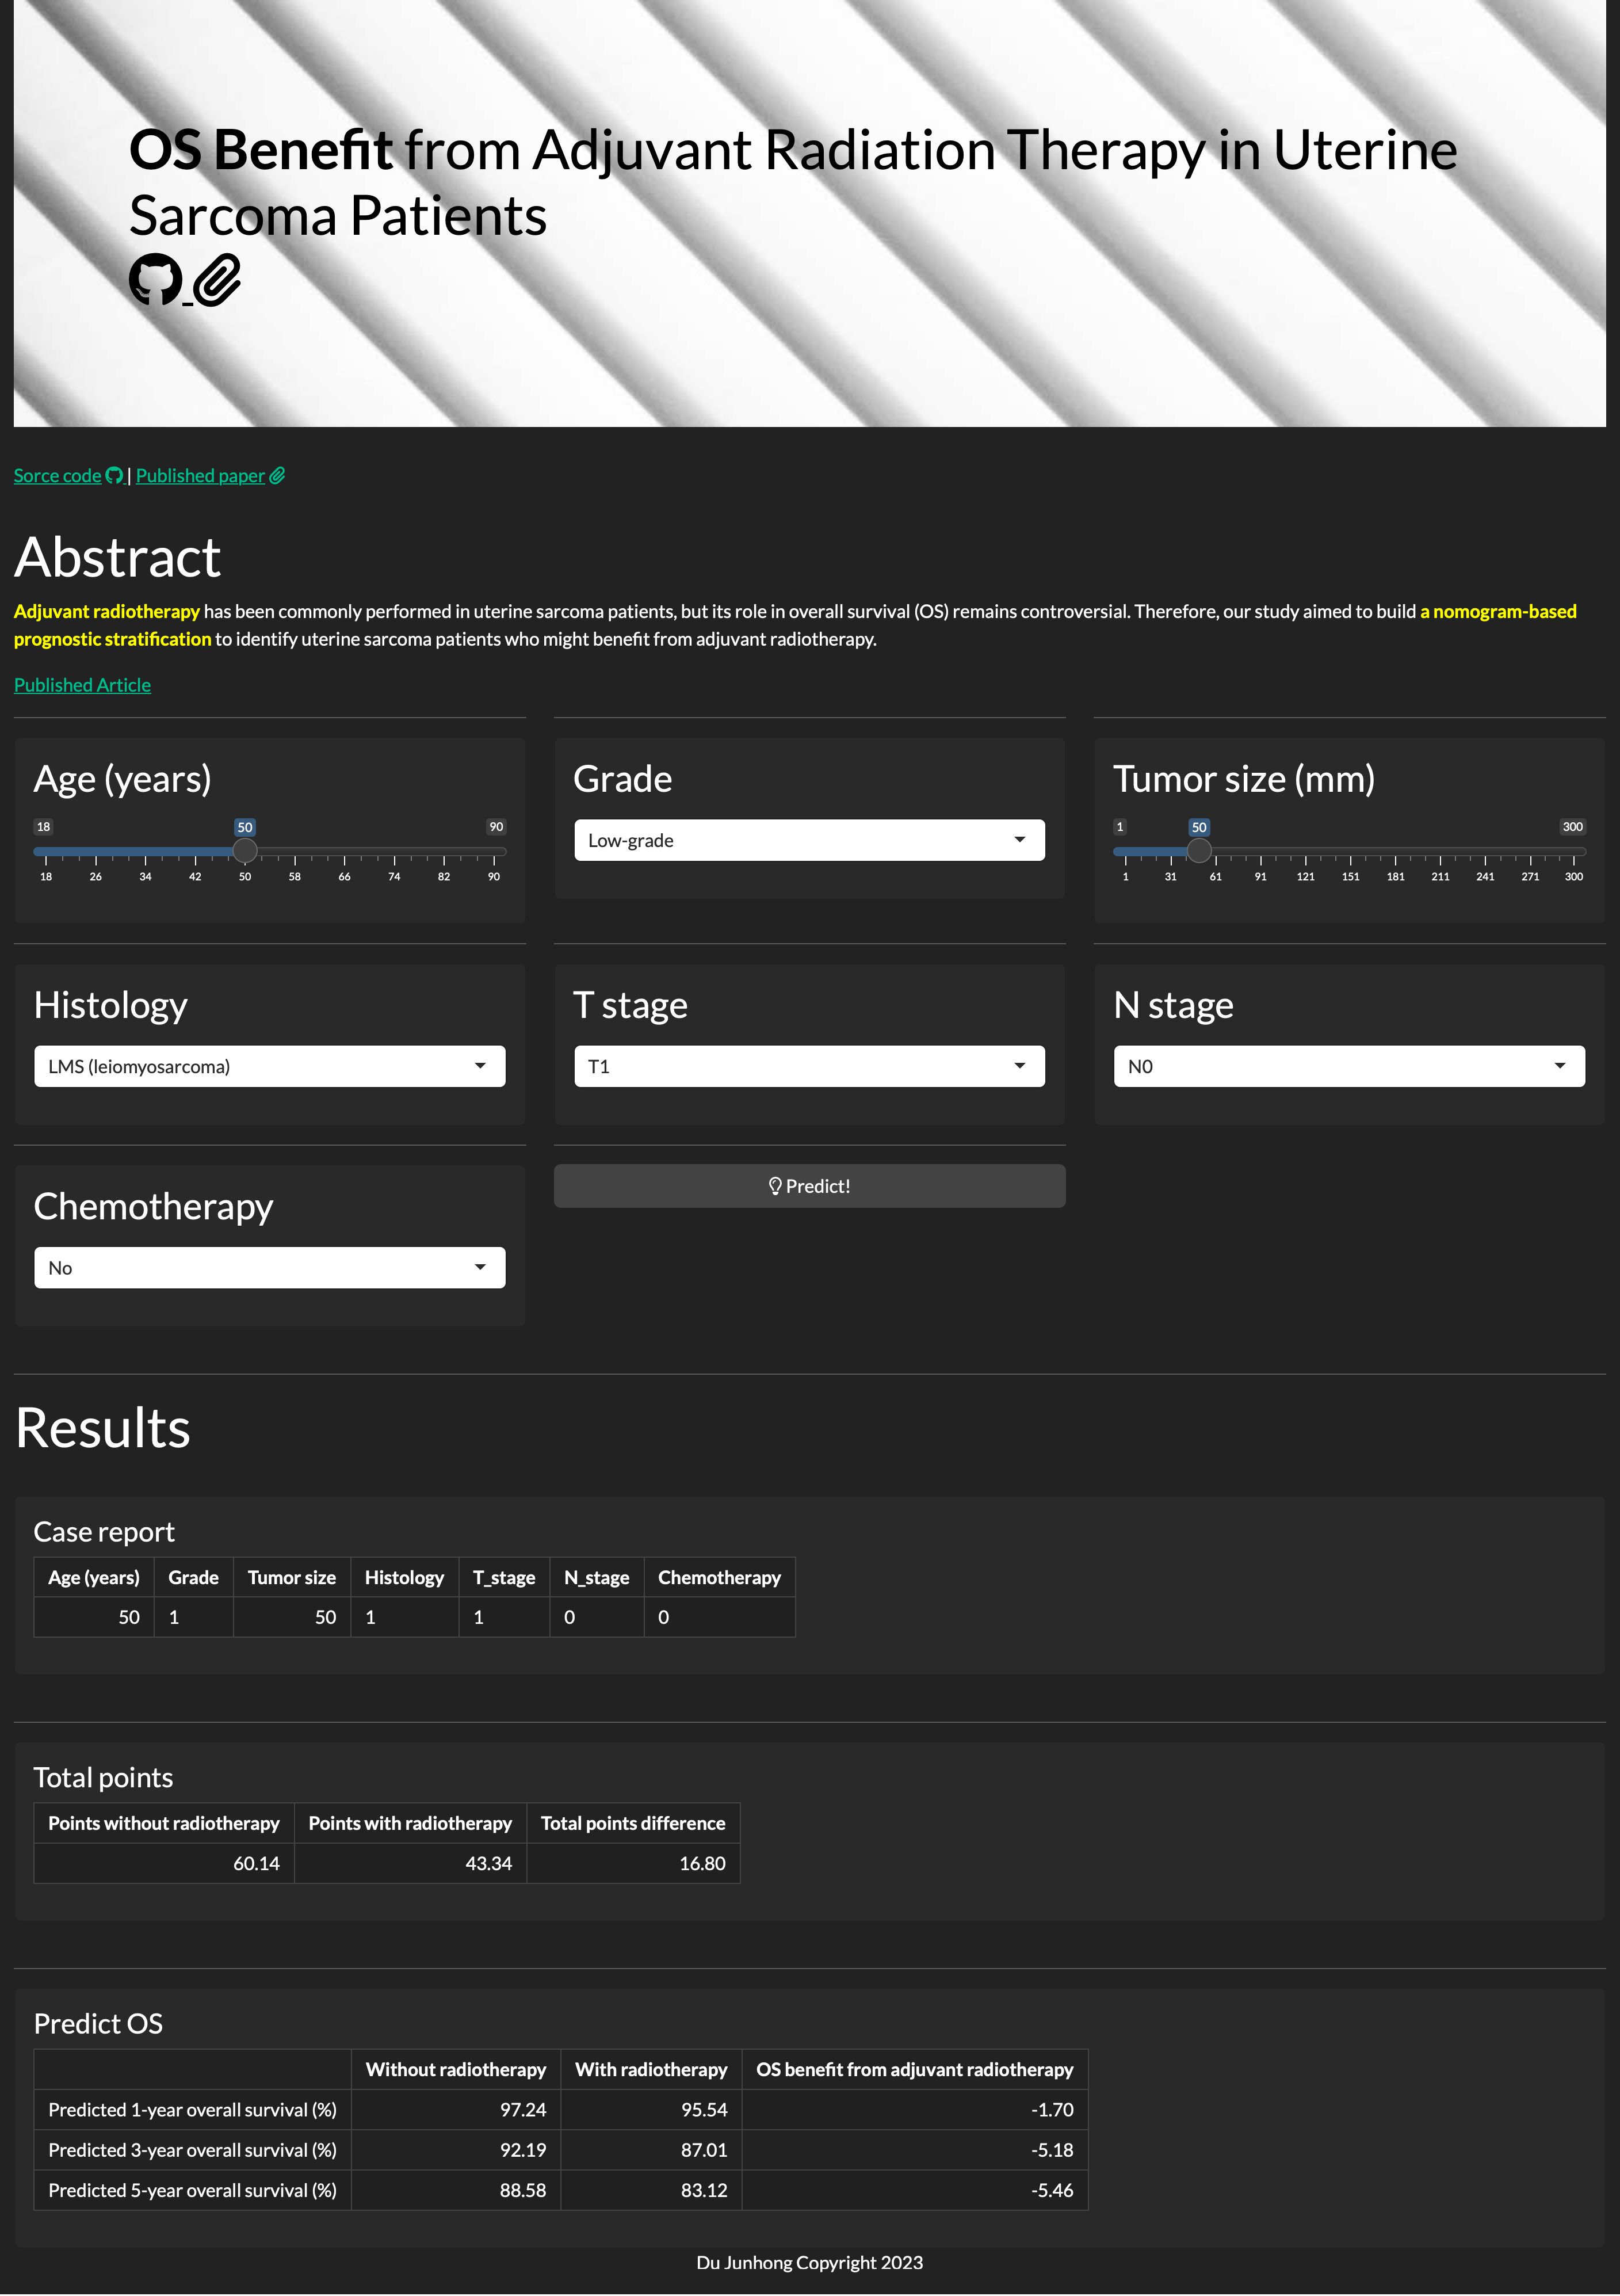 OS Benefit from Adjuvant Radiation Therapy in Uterine
Sarcoma Patients
Sorce code | Published paper
Abstract
Adjuvant radiotherapy has been commonly performed in uterine sarcoma patients, but its role in overall survival (OS) remains controversial. Therefore, our study aimed to build a nomogram-based
prognostic stratification to identify uterine sarcoma patients who might benefit from adjuvant radiotherapy.
Published Article
Age (years)
18 50 90
18 26 34 42 50 58 66 74 82 90
Grade
Low-grade
Tumor size (mm)
1 50 300
1 31 61 91 121 151 181 211 241 271 300
Histology
LMS (leiomyosarcoma)
T stage
T1
N stage
N0
Chemotherapy
No
Predict!
Results
Case report
Age (years) Grade Tumor size Histology T_stage N_stage Chemotherapy
50 1 50 1 1 0 0
Total points
Points without radiotherapy Points with radiotherapy Total points difference
60.14 43.34 16.80
Predict OS
Without radiotherapy With radiotherapy OS benefit from adjuvant radiotherapy
Predicted 1-year overall survival (%) 97.24 95.54 -1.70
Predicted 3-year overall survival (%) 92.19 87.01 -5.18
Predicted 5-year overall survival (%) 88.58 83.12 -5.46
Du Junhong Copyright 2023